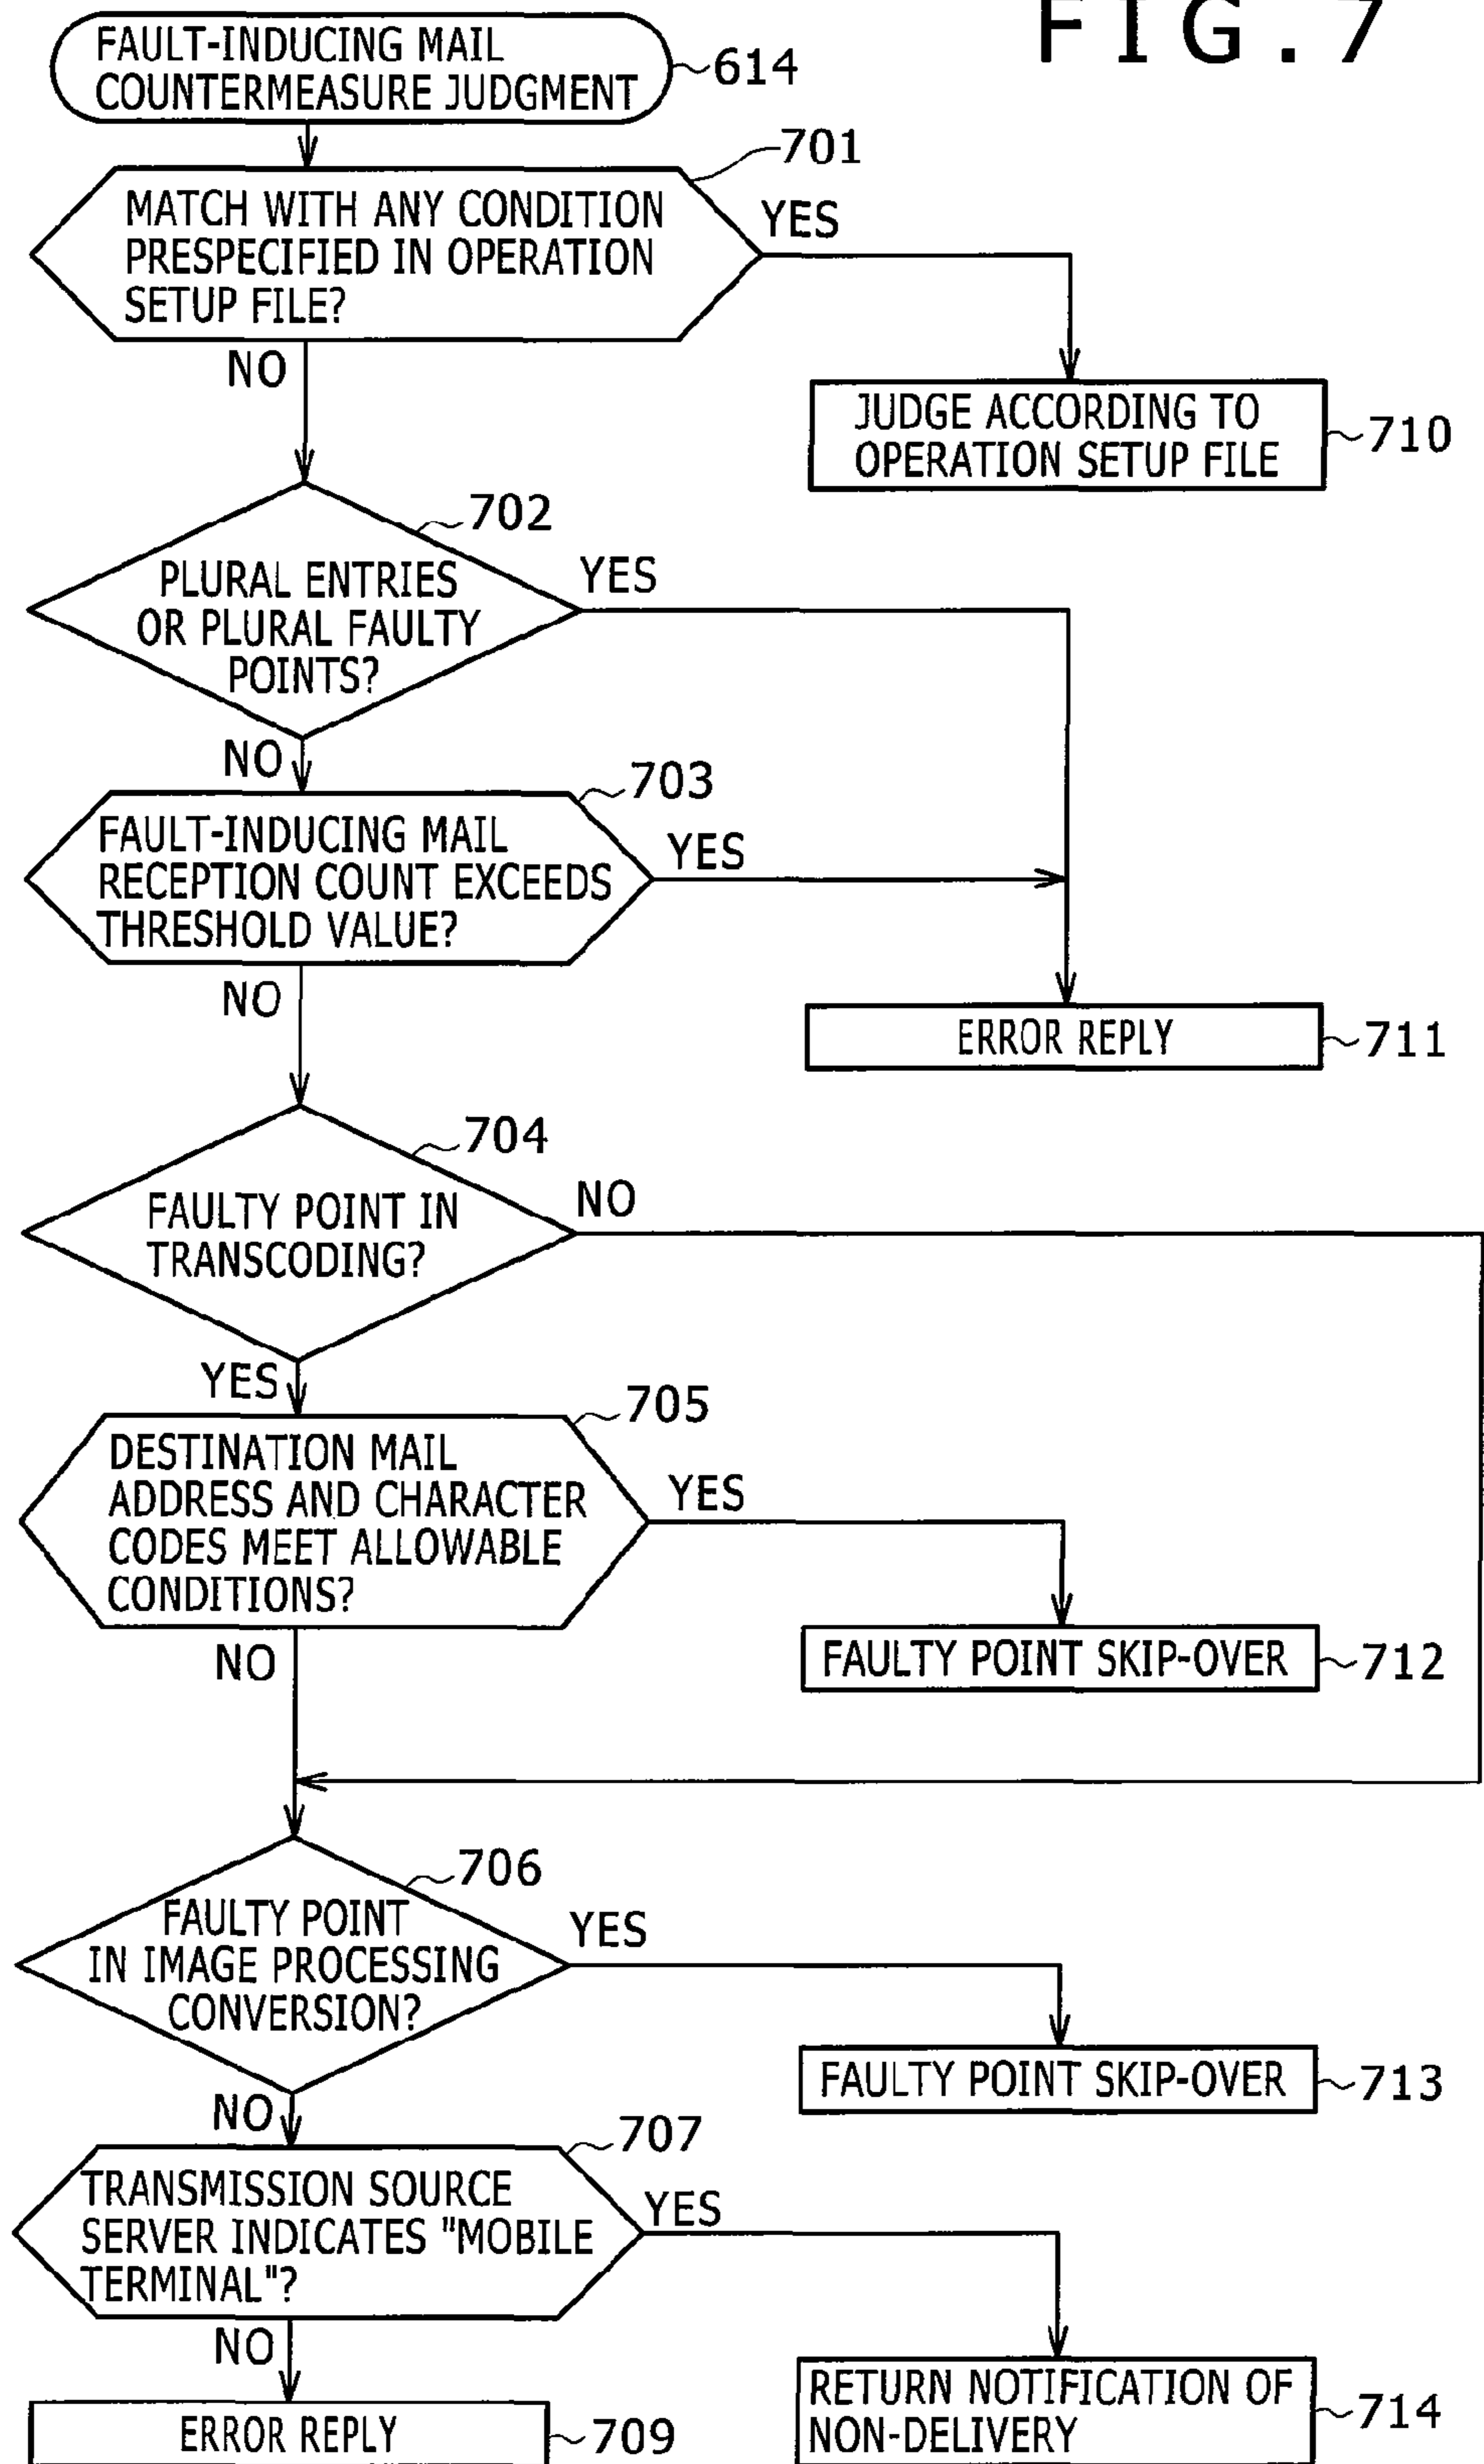 FIG.7
FAULT-INDUCING MAIL
COUNTERMEASURE JUDGMENT
614
701
MATCH WITH ANY CONDITION
PRESPECIFIED IN OPERATION
SETUP FILE?
YES
NO
JUDGE ACCORDING TO
OPERATION SETUP FILE
710
702
PLURAL ENTRIES
OR PLURAL FAULTY
POINTS?
YES
NO
703
FAULT-INDUCING MAIL
RECEPTION COUNT EXCEEDS
THRESHOLD VALUE?
YES
NO
ERROR REPLY
711
704
FAULTY POINT IN
TRANSCODING?
NO
YES
705
DESTINATION MAIL
ADDRESS AND CHARACTER
CODES MEET ALLOWABLE
CONDITIONS?
YES
NO
FAULTY POINT SKIP-OVER
712
706
FAULTY POINT
IN IMAGE PROCESSING
CONVERSION?
YES
FAULTY POINT SKIP-OVER
713
NO
707
TRANSMISSION SOURCE
SERVER INDICATES "MOBILE
TERMINAL"?
YES
NO
RETURN NOTIFICATION OF
NON-DELIVERY
714
ERROR REPLY
709